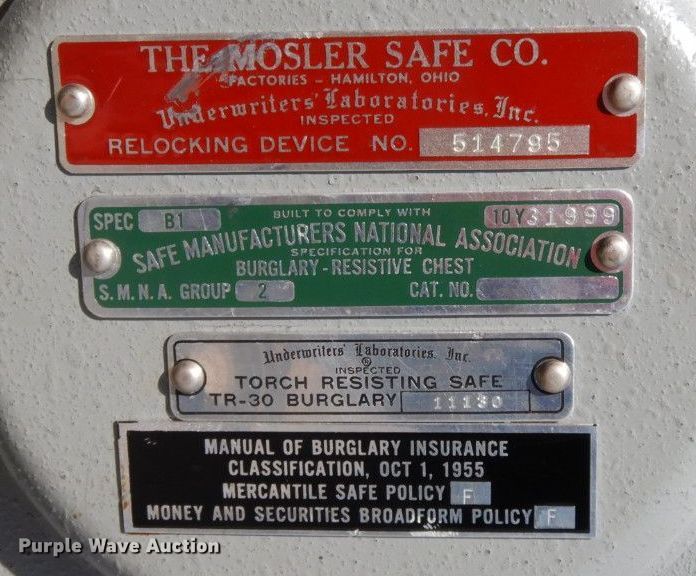 THE MOSLER SAFE CO.
FACTORIES - HAMILTON, OHIO
Underwriters' Laboratories, Inc.
INSPECTED
RELOCKING DEVICE NO. 514795
SPEC B1 BUILT TO COMPLY WITH 10Y31999
SAFE MANUFACTURERS NATIONAL ASSOCIATION
SPECIFICATION FOR
BURGLARY-RESISTIVE CHEST
S.M.N.A. GROUP 2 CAT. NO.
Underwriters' Laboratories, Inc.
INSPECTED
TORCH RESISTING SAFE
TR-30 BURGLARY 11130
MANUAL OF BURGLARY INSURANCE
CLASSIFICATION, OCT 1, 1955
MERCANTILE SAFE POLICY F
MONEY AND SECURITIES BROADFORM POLICY F
Purple Wave Auction